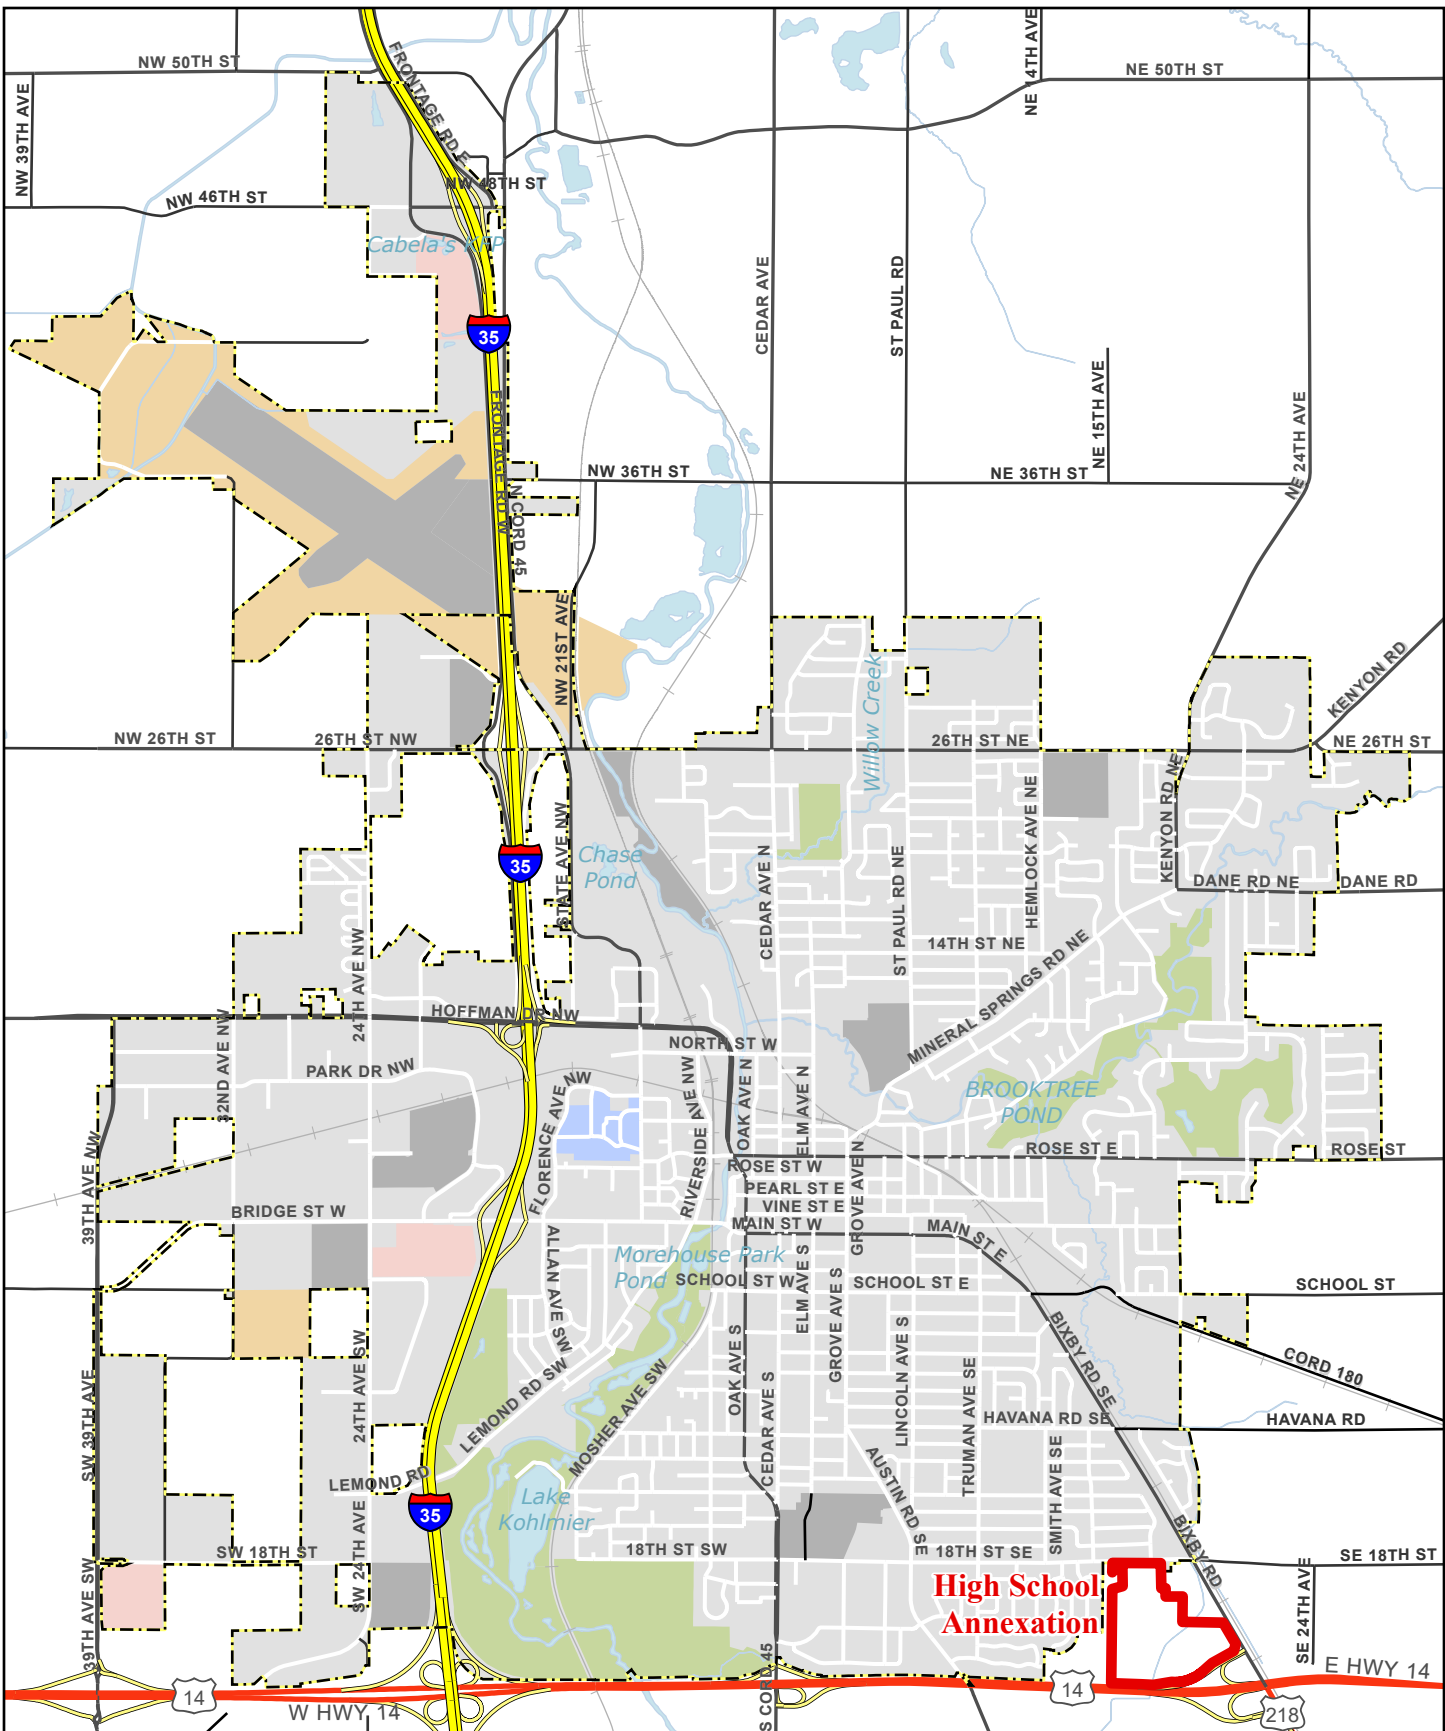 NW 50TH ST
FRONTAGE RD E
NE 14TH AVE
NE 50TH ST
NW 39TH AVE
NW 48TH ST
NW 46TH ST
Cabela's KFP
CEDAR AVE
ST PAUL RD
35
NE 15TH AVE
NE 24TH AVE
FRONTAGE RD W
NW 36TH ST
NE 36TH ST
N CORD 45
NW 21ST AVE
Willow Creek
KENYON RD
NW 26TH ST
26TH ST NW
26TH ST NE
NE 26TH ST
KENYON RD NE
HEMLOCK AVE NE
STATE AVE NW
35
Chase
Pond
CEDAR AVE N
ST PAUL RD NE
DANE RD NE
DANE RD
14TH ST NE
24TH AVE NW
MINERAL SPRINGS RD NE
HOFFMAN DR NW
32ND AVE NW
NORTH ST W
PARK DR NW
FLORENCE AVE NW
RIVERSIDE AVE NW
OAK AVE N
ELM AVE N
BROOKTREE
POND
39TH AVE NW
GROVE AVE N
ROSE ST E
ROSE ST
ROSE ST W
PEARL ST E
VINE ST E
BRIDGE ST W
MAIN ST W
MAIN ST E
ALLAN AVE SW
Morehouse Park
Pond
SCHOOL ST W
SCHOOL ST E
SCHOOL ST
ELM AVE S
GROVE AVE S
OAK AVE S
LINCOLN AVE S
BIXBY RD SE
CORD 180
24TH AVE SW
SW 39TH AVE
LEMOND RD SW
MOSHER AVE SW
CEDAR AVE S
TRUMAN AVE SE
HAVANA RD SE
HAVANA RD
LEMOND RD
AUSTIN RD SE
SMITH AVE SE
35
Lake
Kohlmier
SW 24TH AVE
SW 18TH ST
18TH ST SW
18TH ST SE
BIXBY RD
SE 18TH ST
39TH AVE SW
High School
Annexation
SE 24TH AVE
S CORD 45
E HWY 14
14
W HWY 14
14
218